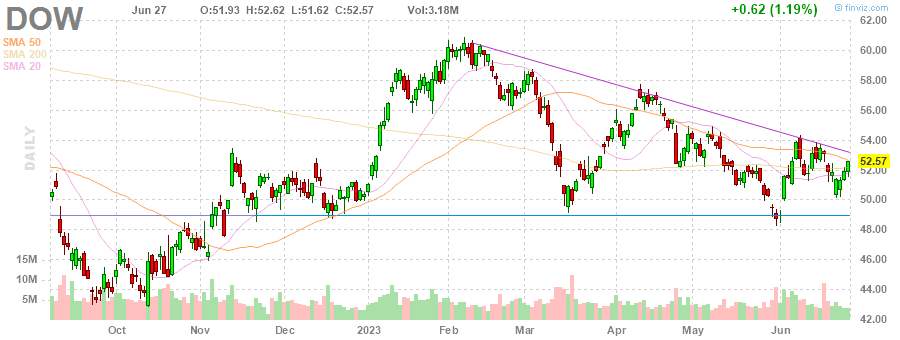 DOW Jun 27 O:51.93 H:52.62 L:51.62 C:52.57 Vol:3.18M +0.62 (1.19%) © finviz.com
SMA 50
SMA 200
SMA 20
DAILY
62.00
60.00
58.00
56.00
54.00
52.57
52.00
50.00
48.00
46.00
44.00
42.00
15M
10M
5M
Oct Nov Dec 2023 Feb Mar Apr May Jun